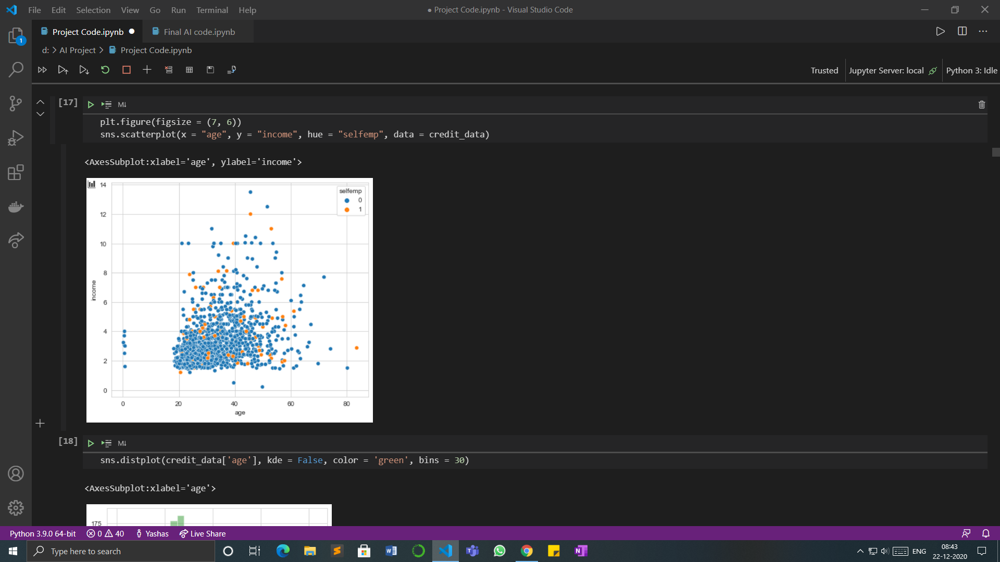 File Edit Selection View Go Run Terminal Help
● Project Code.ipynb - Visual Studio Code
1
Project Code.ipynb ●
Final AI code.ipynb
d: > AI Project > Project Code.ipynb
Trusted
Jupyter Server: local
Python 3: Idle
[17]
M↓
plt.figure(figsize = (7, 6))
sns.scatterplot(x = "age", y = "income", hue = "selfemp", data = credit_data)
<AxesSubplot:xlabel='age', ylabel='income'>
14
12
10
8
6
4
2
0
income
selfemp
0
1
0 20 40 60 80
age
[18]
M↓
sns.distplot(credit_data['age'], kde = False, color = 'green', bins = 30)
<AxesSubplot:xlabel='age'>
175
Python 3.9.0 64-bit 0 40 Yashas Live Share
Type here to search
W
N
ENG
08:43
22-12-2020